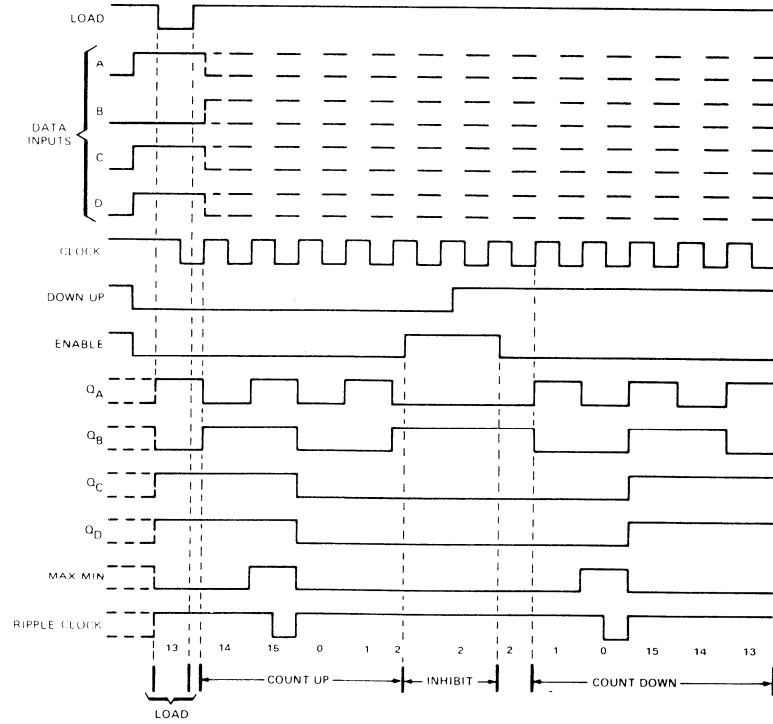 LOAD
A
B
DATA
INPUTS
C
D
CLOCK
DOWN UP
ENABLE
QA
QB
QC
QD
MAX MIN
RIPPLE CLOCK
13 14 15 0 1 2 2 2 1 0 15 14 13
COUNT UP INHIBIT COUNT DOWN
LOAD